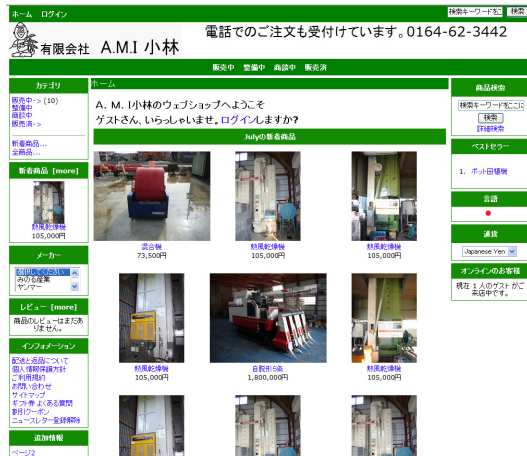 ホーム ログイン
検索キーワードをこ 検索
有限会社 A.M.I 小林
電話でのご注文も受付けています。0164-62-3442
販売中 整備中 商談中 販売済
カテゴリ
販売中-> (10)
整備中
商談中
販売済->
新着商品...
全商品...
新着商品 [more]
熱風乾燥機
105,000円
メーカー
選択してください
みのる産業
ヤンマー
レビュー [more]
商品のレビューはまだありません。
インフォメーション
配送と返品について
個人情報保護方針
ご利用規約
お問い合わせ
サイトマップ
ギフト券 よくある質問
割引クーポン
ニュースレター登録解除
追加情報
ページ2
ホーム
A. M. I小林のウェブショップへようこそ
ゲストさん、いらっしゃいませ。ログインしますか?
Julyの新着商品
混合機
73,500円
熱風乾燥機
105,000円
熱風乾燥機
105,000円
熱風乾燥機
105,000円
自脱形5条
1,800,000円
熱風乾燥機
105,000円
商品検索
検索キーワードをここに
検索
詳細検索
ベストセラー
1. ポット田植機
言語
通貨
Japanese Yen
オンラインのお客様
現在 1 人のゲスト がご
来店中です。